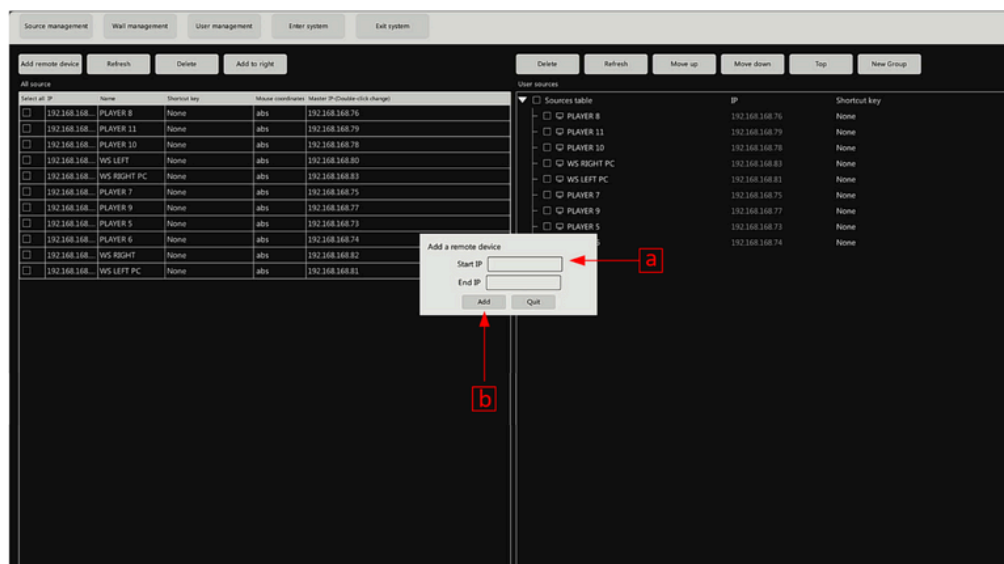 Source management Wall management User management Enter system Exit system
Add remote device Refresh Delete Add to right
All source
Select all IP Name Shortcut key Mouse coordinates Master IP-(Double-click change)
192.168.168... PLAYER 8 None abs 192.168.168.76
192.168.168... PLAYER 11 None abs 192.168.168.79
192.168.168... PLAYER 10 None abs 192.168.168.78
192.168.168... WS LEFT None abs 192.168.168.80
192.168.168... WS RIGHT PC None abs 192.168.168.83
192.168.168... PLAYER 7 None abs 192.168.168.75
192.168.168... PLAYER 9 None abs 192.168.168.77
192.168.168... PLAYER 5 None abs 192.168.168.73
192.168.168... PLAYER 6 None abs 192.168.168.74
192.168.168... WS RIGHT None abs 192.168.168.82
192.168.168... WS LEFT PC None abs 192.168.168.81
Delete Refresh Move up Move down Top New Group
User sources
Sources table IP Shortcut key
PLAYER 8 192.168.168.76 None
PLAYER 11 192.168.168.79 None
PLAYER 10 192.168.168.78 None
WS RIGHT PC 192.168.168.83 None
WS LEFT PC 192.168.168.81 None
PLAYER 7 192.168.168.75 None
PLAYER 9 192.168.168.77 None
PLAYER 5 192.168.168.73 None
192.168.168.74 None
Add a remote device
Start IP
End IP
Add Quit
a
b